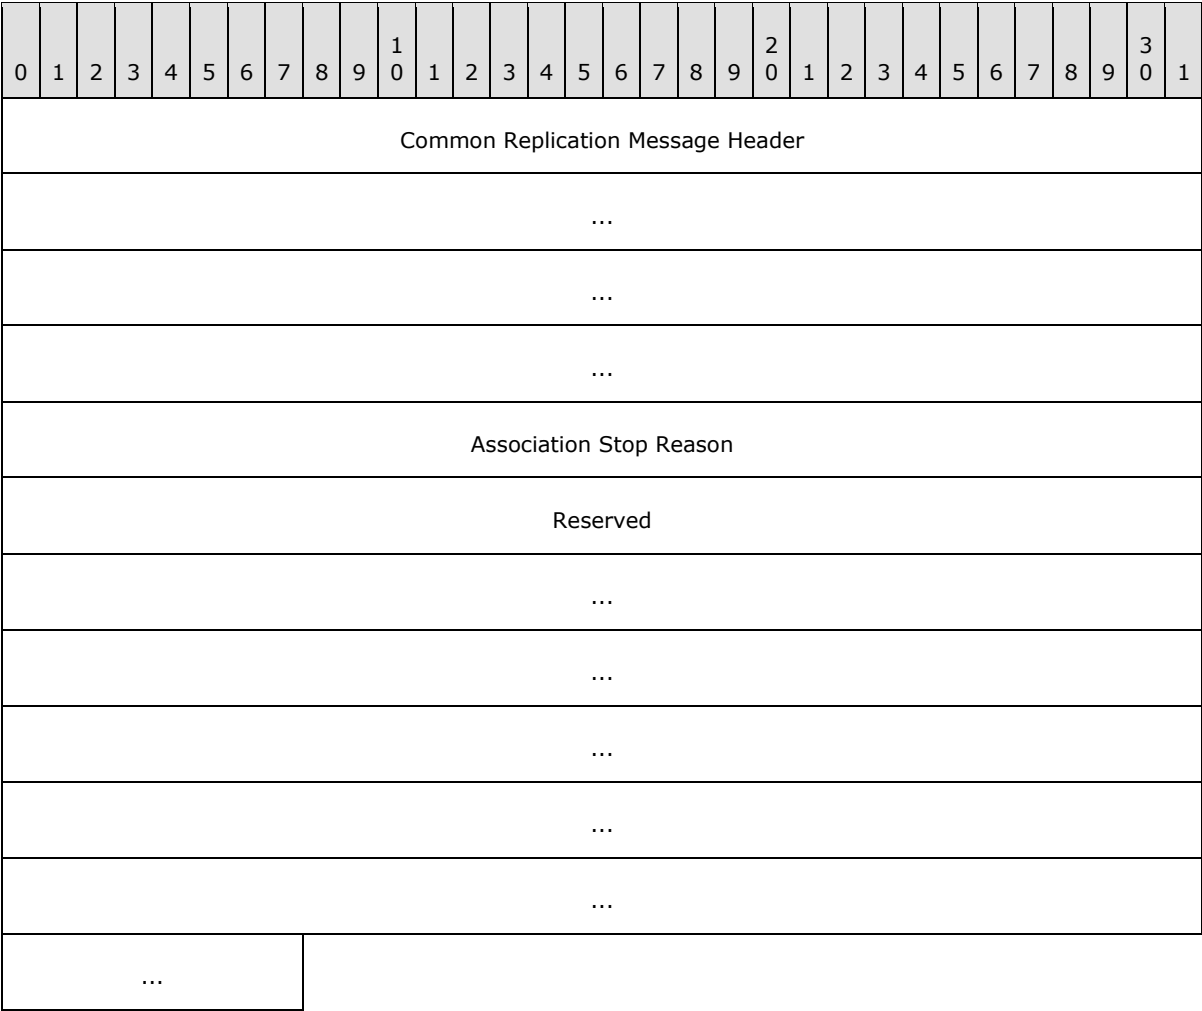 1 2 3
0 1 2 3 4 5 6 7 8 9 0 1 2 3 4 5 6 7 8 9 0 1 2 3 4 5 6 7 8 9 0 1
Common Replication Message Header
...
...
...
Association Stop Reason
Reserved
...
...
...
...
...
...